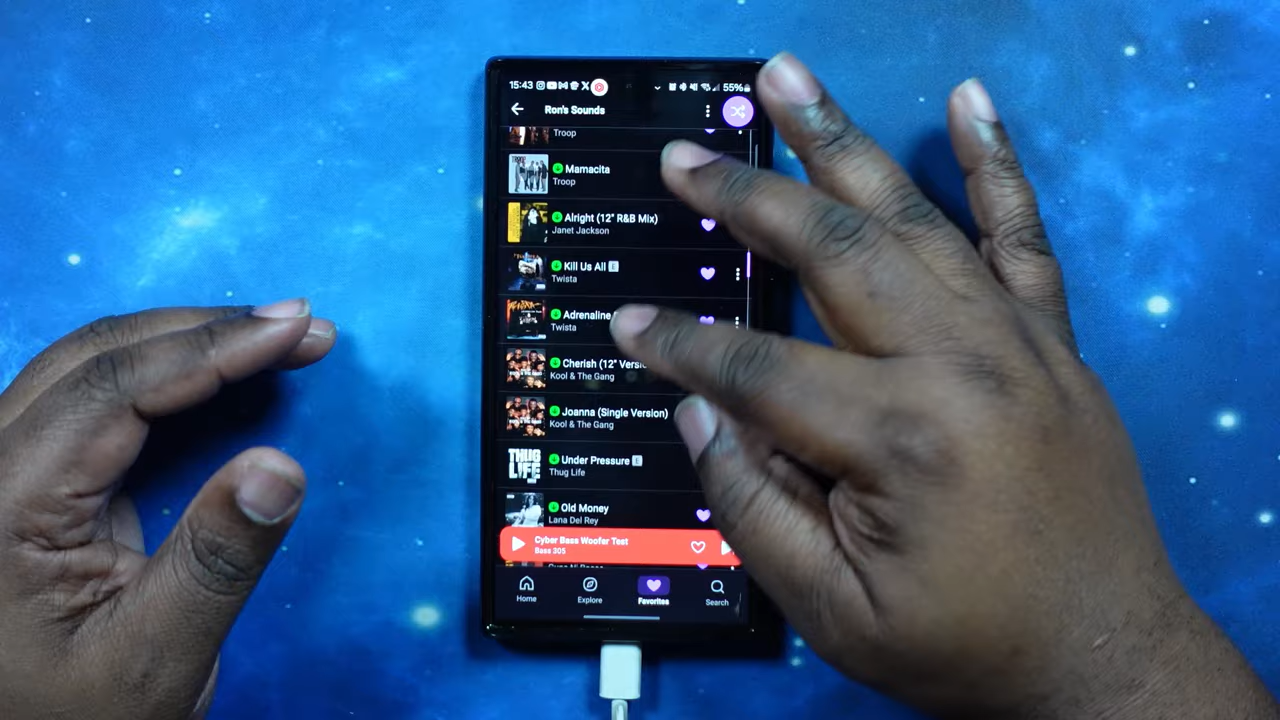 15:43 55%
Ron's Sounds
Troop
Mamacita
Troop
Alright (12" R&B Mix)
Janet Jackson
Kill Us All E
Twista
Adrenaline
Twista
Cherish (12"
Kool & The Gang
Joanna (Single Version)
Kool & The Gang
THUG
LIFE
Under Pressure E
Thug Life
Old Money
Lana Del Rey
Cyber Bass Woofer Test
Bass 305
Home Explore Favorites Search